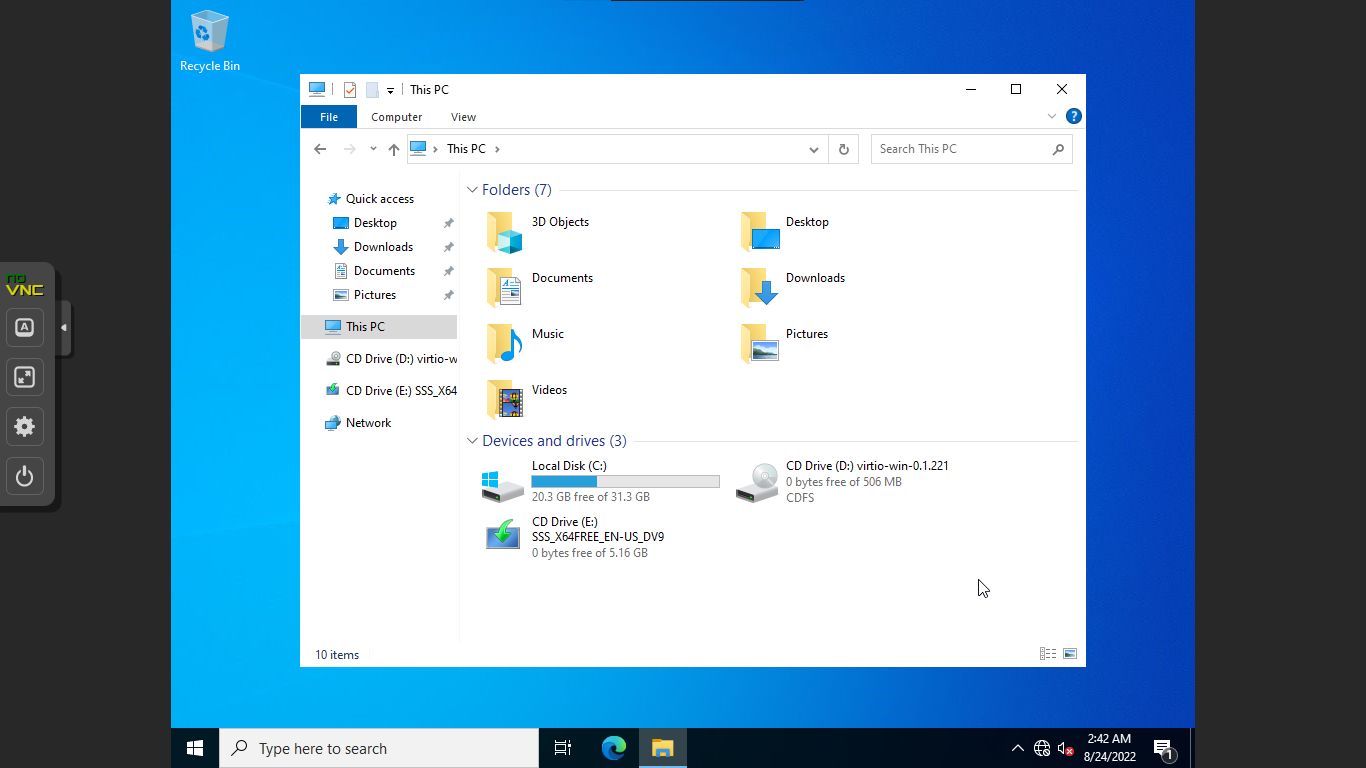 Recycle Bin
This PC
File
Computer
View
?
This PC
Search This PC
Quick access
Desktop
Downloads
Documents
Pictures
This PC
CD Drive (D:) virtio-w
CD Drive (E:) SSS_X64
Network
Folders (7)
3D Objects
Desktop
Documents
Downloads
Music
Pictures
Videos
Devices and drives (3)
Local Disk (C:)
20.3 GB free of 31.3 GB
CD Drive (D:) virtio-win-0.1.221
0 bytes free of 506 MB
CDFS
CD Drive (E:)
SSS_X64FREE_EN-US_DV9
0 bytes free of 5.16 GB
10 items
no
VNC
A
Type here to search
2:42 AM
8/24/2022
1